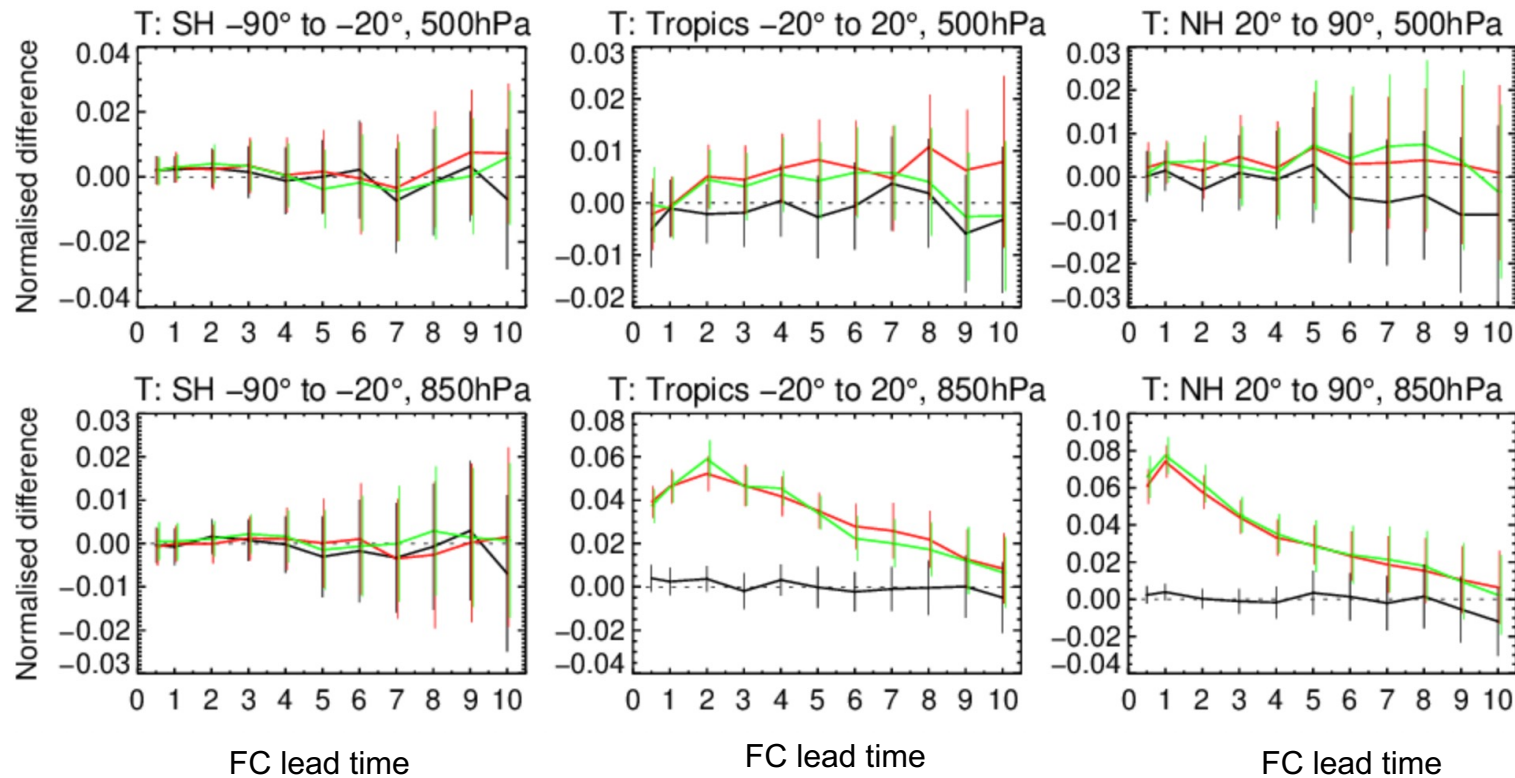 T: SH −90° to −20°, 500hPa
Normalised difference
0.04
0.02
0.00
−0.02
−0.04
0 1 2 3 4 5 6 7 8 9 10
T: Tropics −20° to 20°, 500hPa
0.03
0.02
0.01
0.00
−0.01
−0.02
0 1 2 3 4 5 6 7 8 9 10
T: NH 20° to 90°, 500hPa
0.03
0.02
0.01
0.00
−0.01
−0.02
−0.03
0 1 2 3 4 5 6 7 8 9 10
T: SH −90° to −20°, 850hPa
Normalised difference
0.03
0.02
0.01
0.00
−0.01
−0.02
−0.03
0 1 2 3 4 5 6 7 8 9 10
FC lead time
T: Tropics −20° to 20°, 850hPa
0.08
0.06
0.04
0.02
0.00
−0.02
−0.04
0 1 2 3 4 5 6 7 8 9 10
FC lead time
T: NH 20° to 90°, 850hPa
0.10
0.08
0.06
0.04
0.02
0.00
−0.02
−0.04
0 1 2 3 4 5 6 7 8 9 10
FC lead time